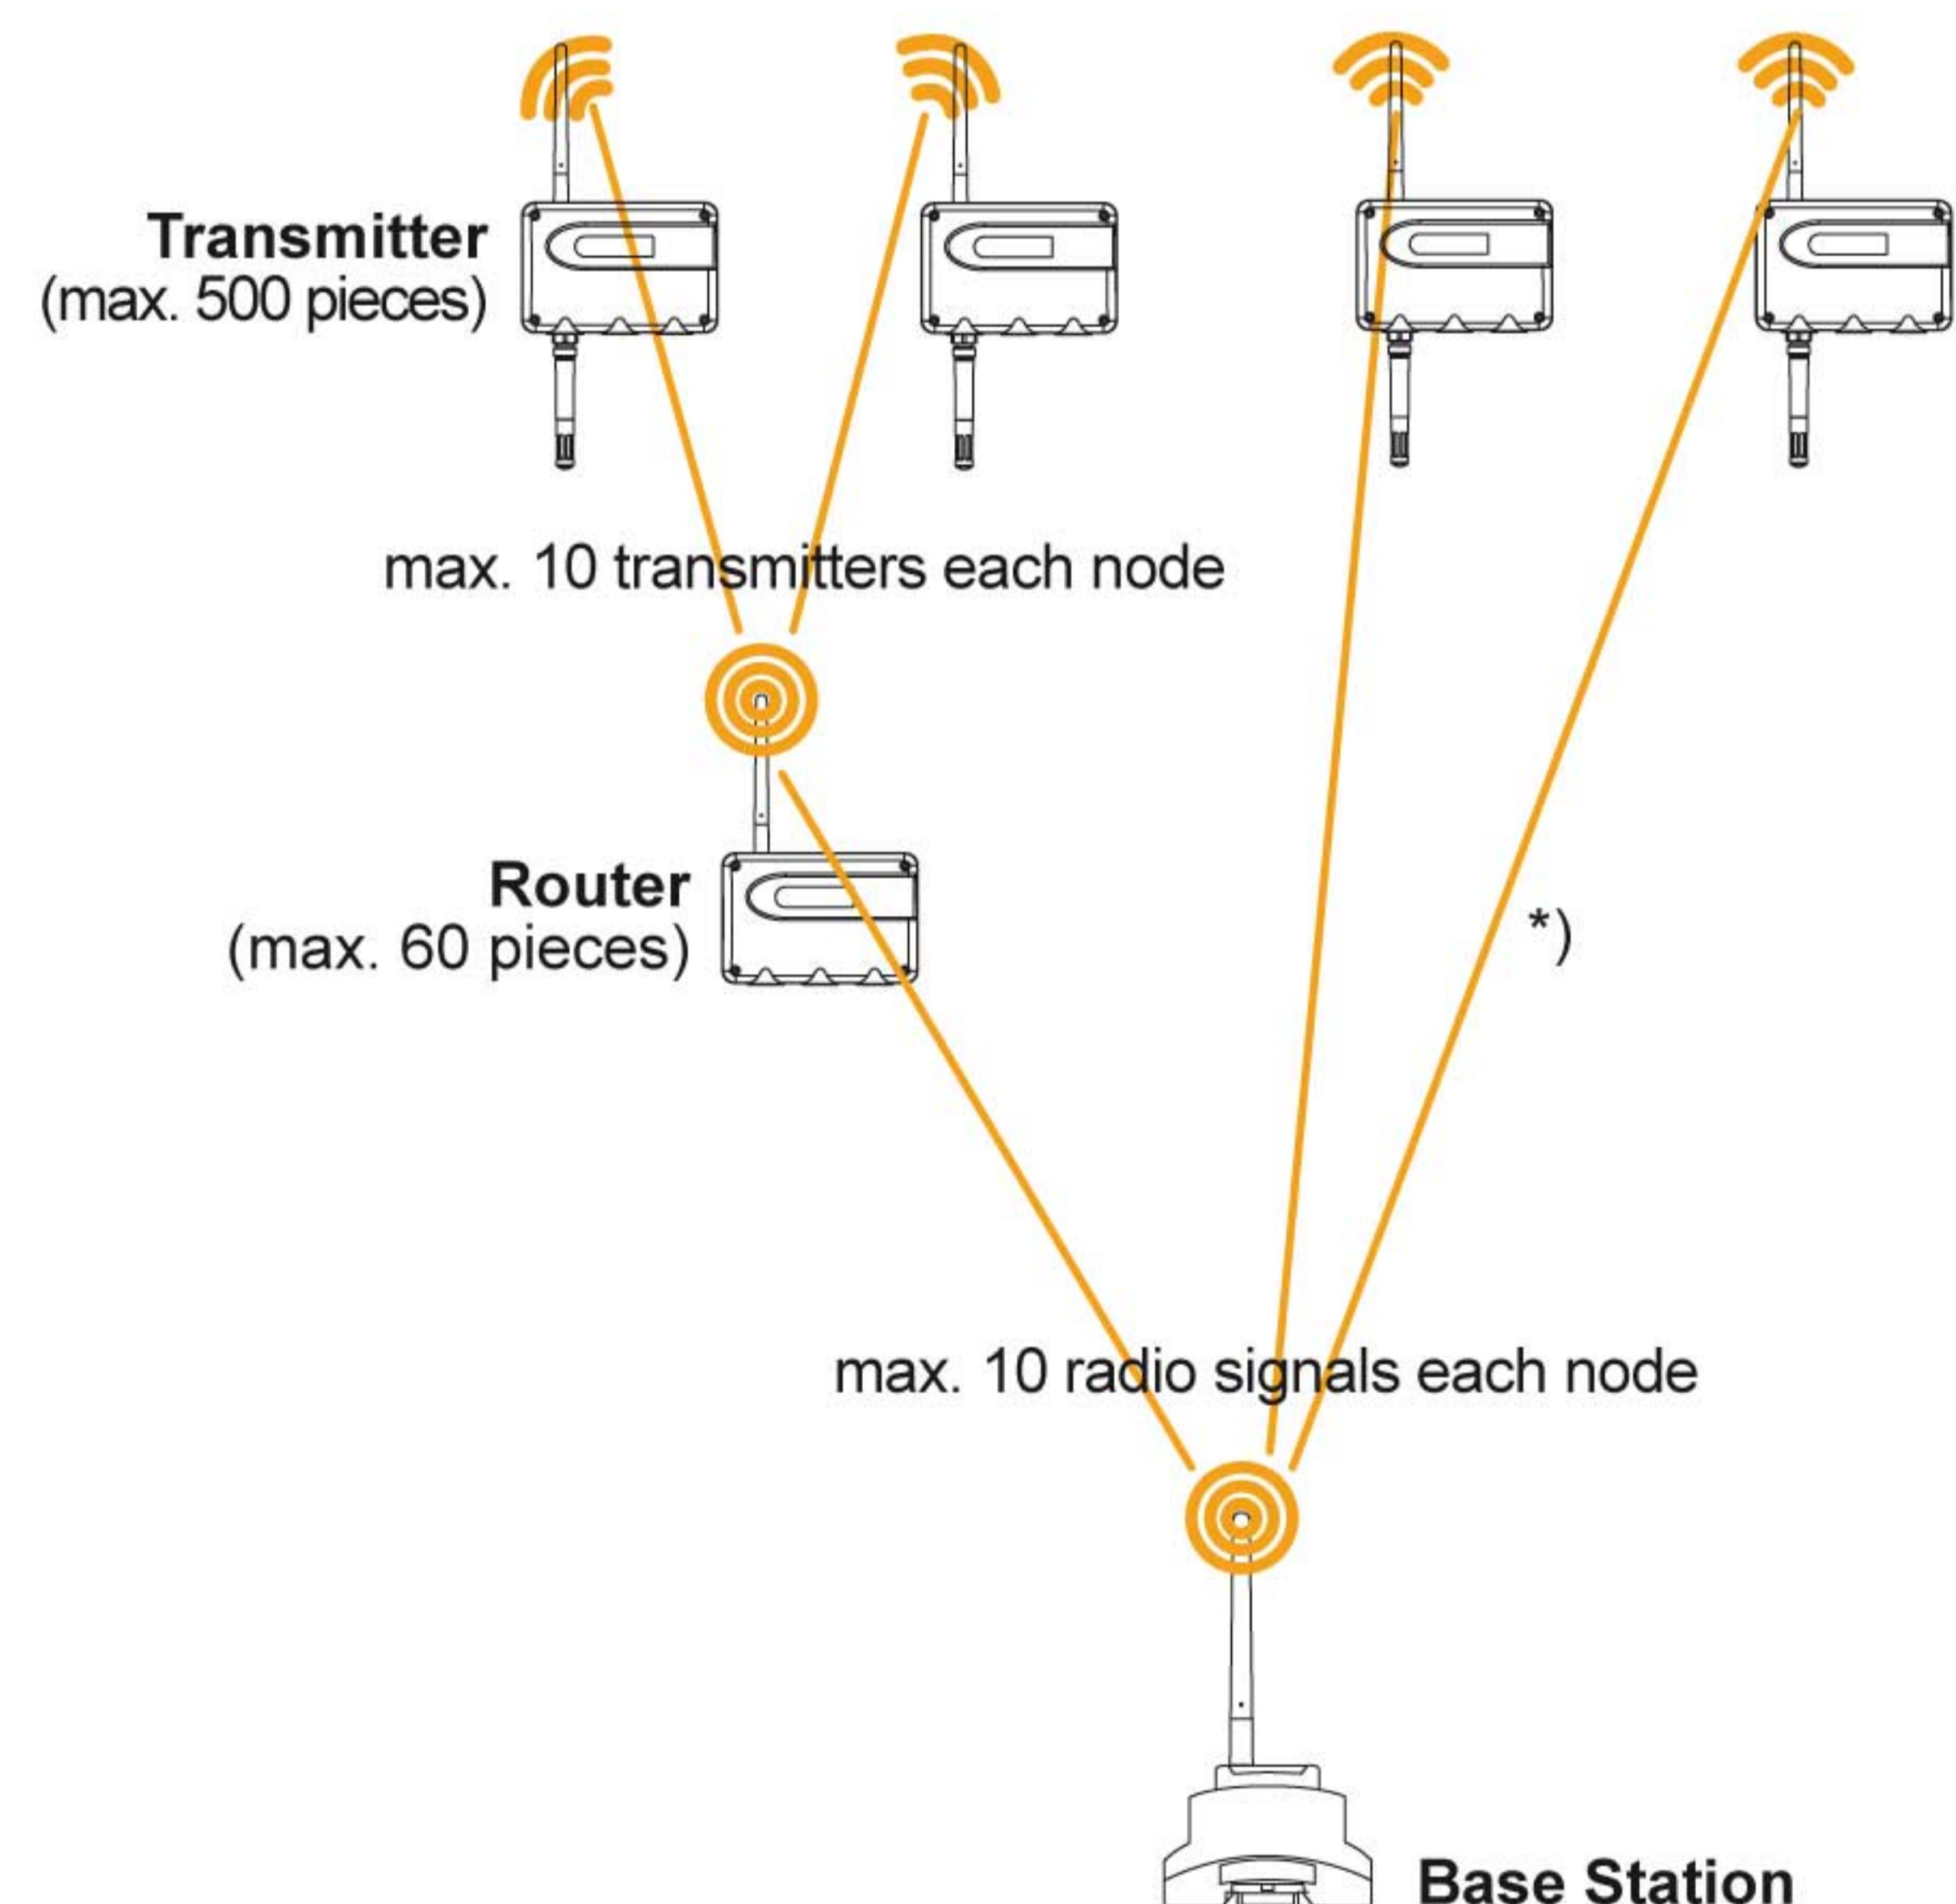 Transmitter
(max. 500 pieces)
max. 10 transmitters each node
Router
(max. 60 pieces)
*)
max. 10 radio signals each node
Base Station